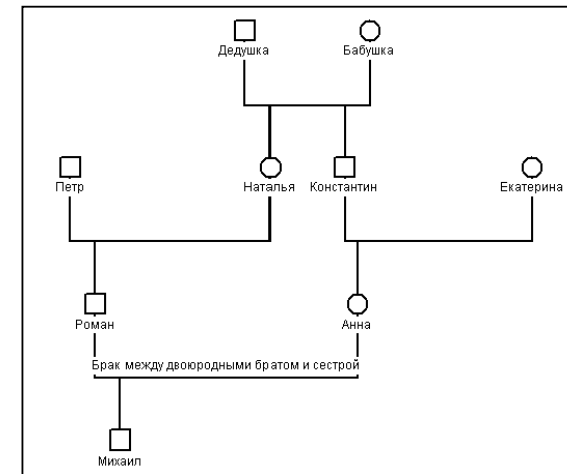 Дедушка Бабушка
Петр Наталья Константин Екатерина
Роман Анна
Брак между двоюродными братом и сестрой
Михаил